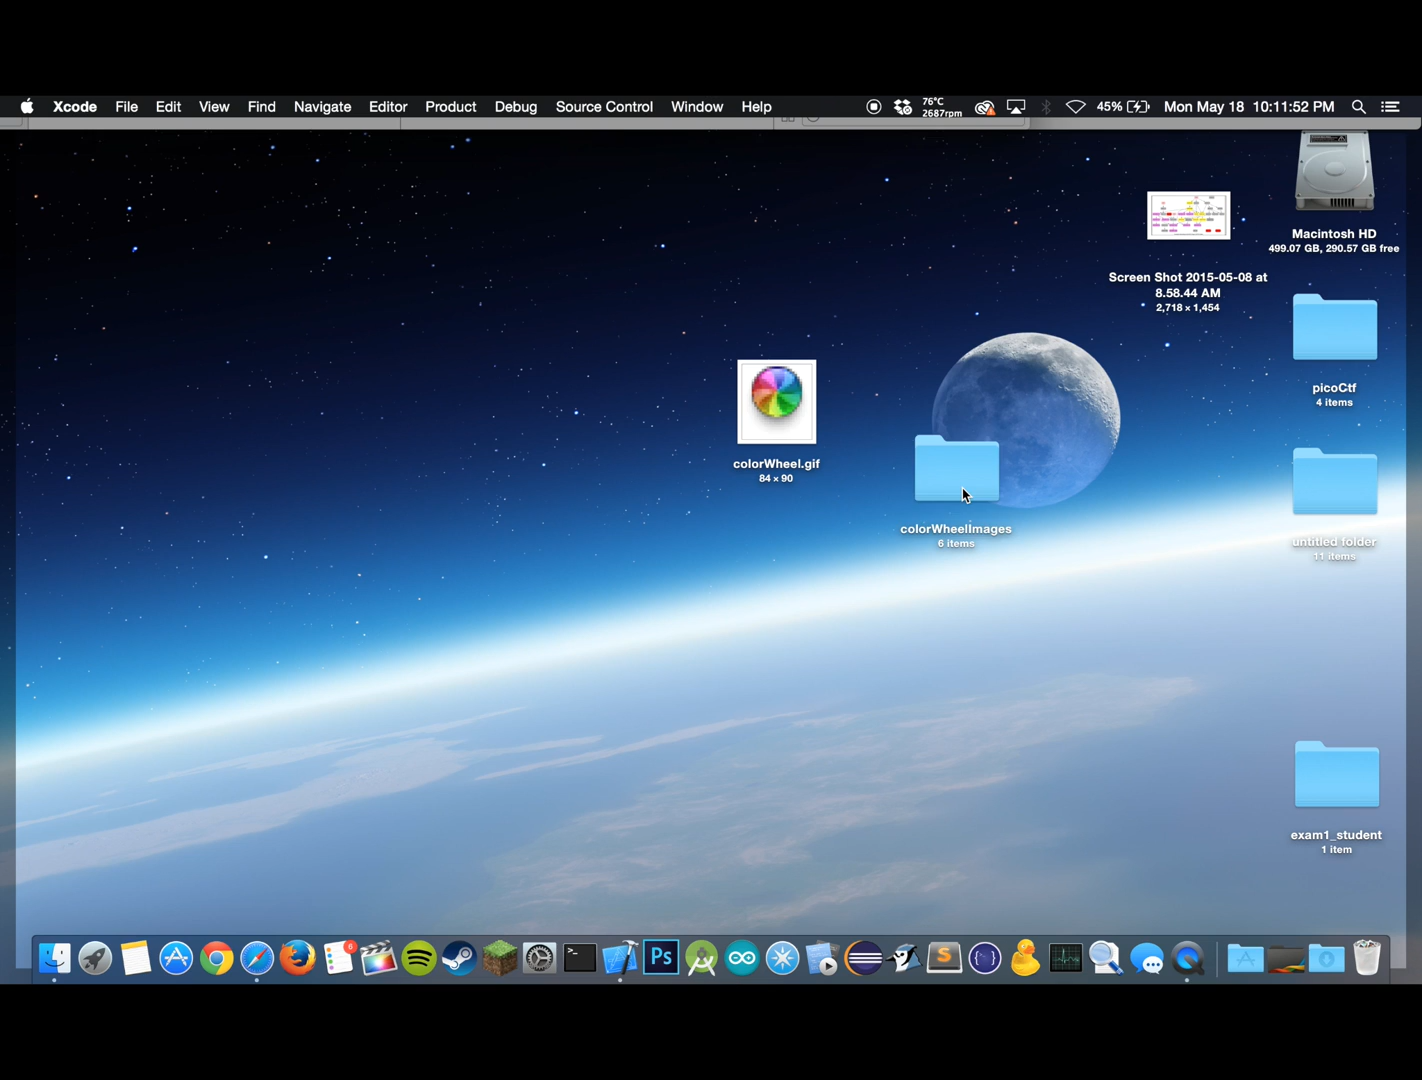 Xcode File Edit View Find Navigate Editor Product Debug Source Control Window Help 76°C 45% Mon May 18 10:11:52 PM
2687rpm
Macintosh HD
499.07 GB, 290.57 GB free
Screen Shot 2015-05-08 at
8.58.44 AM
2,718 × 1,454
picoCtf
4 items
colorWheel.gif
84 × 90
colorWheelImages
6 items
untitled folder
11 items
exam1_student
1 item
6
>_
Ps
S
{ }